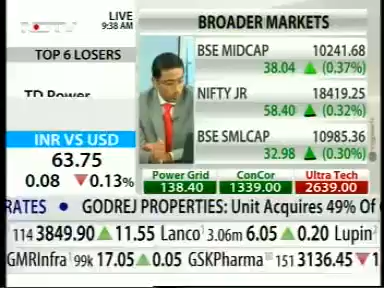 NDTV
LIVE
9:38 AM
BROADER MARKETS
TOP 6 LOSERS
TD Power
BSE MIDCAP 10241.68
38.04 ▲ (0.37%)
NIFTY JR 18419.25
58.40 ▲ (0.32%)
BSE SMLCAP 10985.36
32.98 ▲ (0.30%)
INR VS USD
63.75
0.08 ▼0.13%
Power Grid ConCor Ultra Tech
138.40 1339.00 2639.00
RATES • GODREJ PROPERTIES: Unit Acquires 49% Of
114 3849.90 ▲ 11.55 Lanco 3.06m 6.05 ▲ 0.20 Lupin
GMRInfra 99k 17.05 ▲ 0.05 GSKPharma 151 3136.45 ▼ 1